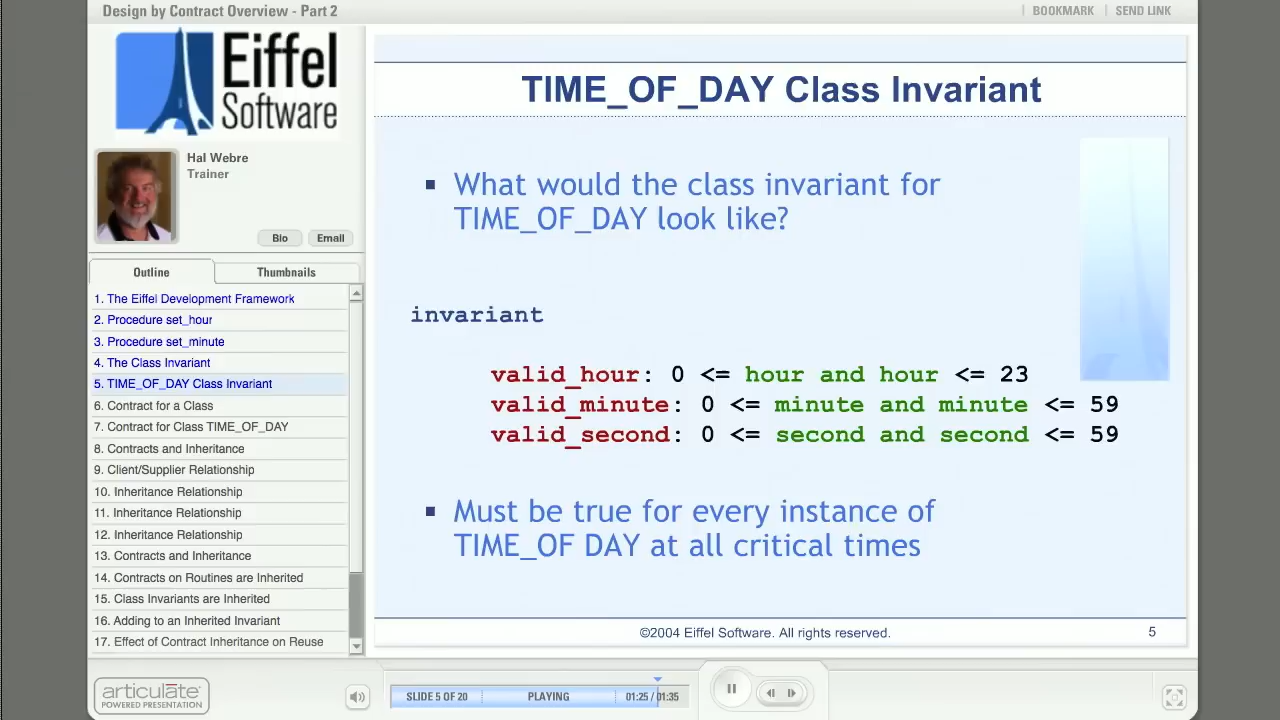 Design by Contract Overview - Part 2
BOOKMARK
SEND LINK
Eiffel
Software
Hal Webre
Trainer
Bio
Email
Outline
Thumbnails
1. The Eiffel Development Framework
2. Procedure set_hour
3. Procedure set_minute
4. The Class Invariant
5. TIME_OF_DAY Class Invariant
6. Contract for a Class
7. Contract for Class TIME_OF_DAY
8. Contracts and Inheritance
9. Client/Supplier Relationship
10. Inheritance Relationship
11. Inheritance Relationship
12. Inheritance Relationship
13. Contracts and Inheritance
14. Contracts on Routines are Inherited
15. Class Invariants are Inherited
16. Adding to an Inherited Invariant
17. Effect of Contract Inheritance on Reuse
TIME_OF_DAY Class Invariant
What would the class invariant for
TIME_OF_DAY look like?
invariant
valid_hour: 0 <= hour and hour <= 23
valid_minute: 0 <= minute and minute <= 59
valid_second: 0 <= second and second <= 59
Must be true for every instance of
TIME_OF DAY at all critical times
©2004 Eiffel Software. All rights reserved.
5
articulate
POWERED PRESENTATION
SLIDE 5 OF 20
PLAYING
01:25 / 01:35